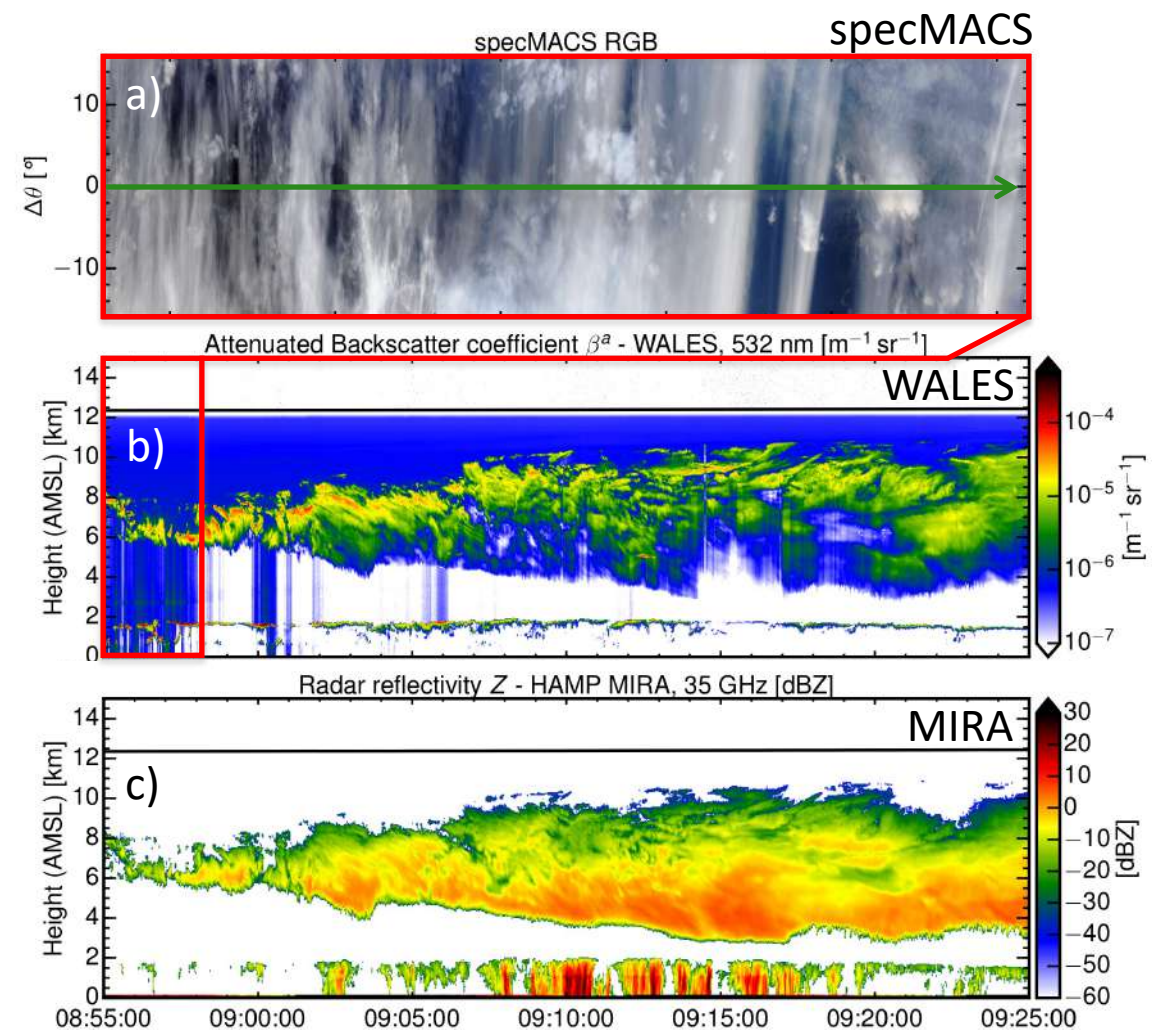 specMACS RGB
specMACS
a)
Δθ [°]
10
0
−10
Attenuated Backscatter coefficient βᵃ - WALES, 532 nm [m⁻¹ sr⁻¹]
WALES
b)
Height (AMSL) [km]
14
12
10
8
6
4
2
0
10⁻⁴
10⁻⁵
10⁻⁶
10⁻⁷
[m⁻¹ sr⁻¹]
Radar reflectivity Z - HAMP MIRA, 35 GHz [dBZ]
MIRA
c)
Height (AMSL) [km]
14
12
10
8
6
4
2
0
30
20
10
0
−10
−20
−30
−40
−50
−60
[dBZ]
08:55:00 09:00:00 09:05:00 09:10:00 09:15:00 09:20:00 09:25:00